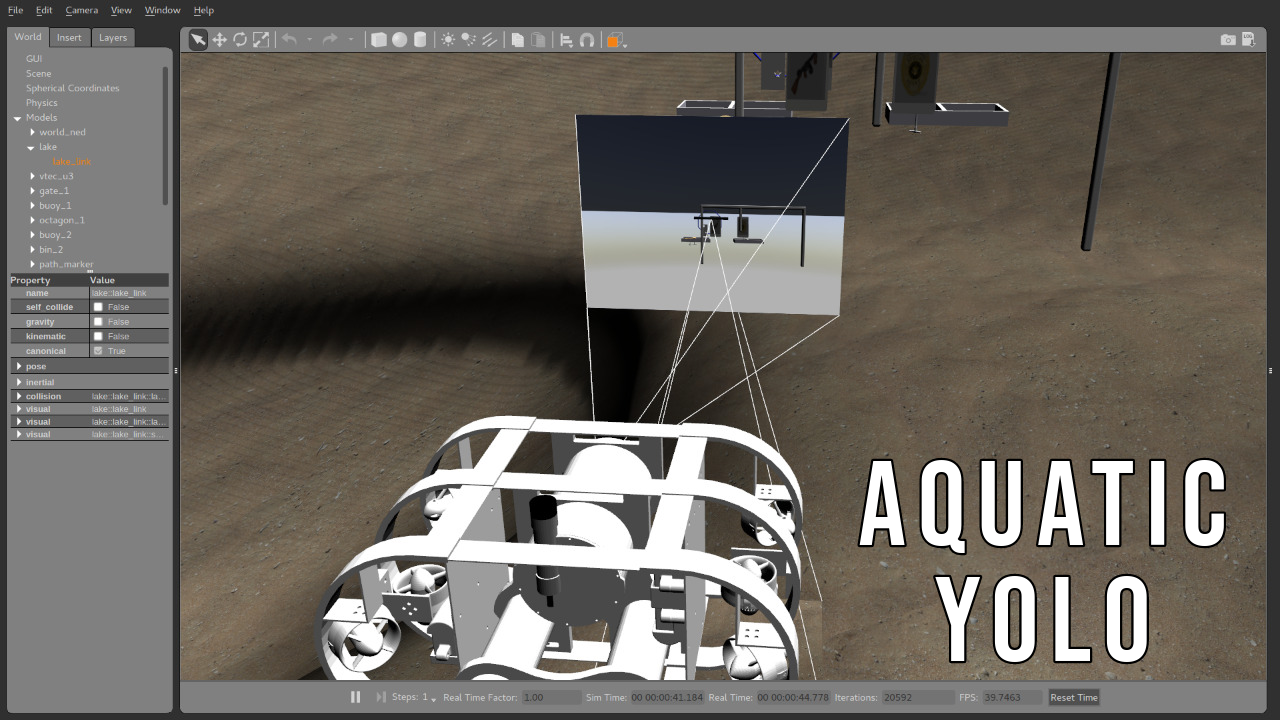 File Edit Camera View Window Help
World Insert Layers
GUI
Scene
Spherical Coordinates
Physics
Models
world_ned
lake
lake_link
vtec_u3
gate_1
buoy_1
octagon_1
buoy_2
bin_2
path_marker
Property Value
name lake::lake_link
self_collide False
gravity False
kinematic False
canonical True
pose
inertial
collision lake::lake_link::la...
visual lake::lake_link
visual lake::lake_link::la...
visual lake::lake_link::s...
AQUATIC
YOLO
Steps: 1 Real Time Factor: 1.00 Sim Time: 00 00:00:41.184 Real Time: 00 00:00:44.778 Iterations: 20592 FPS: 39.7463 Reset Time